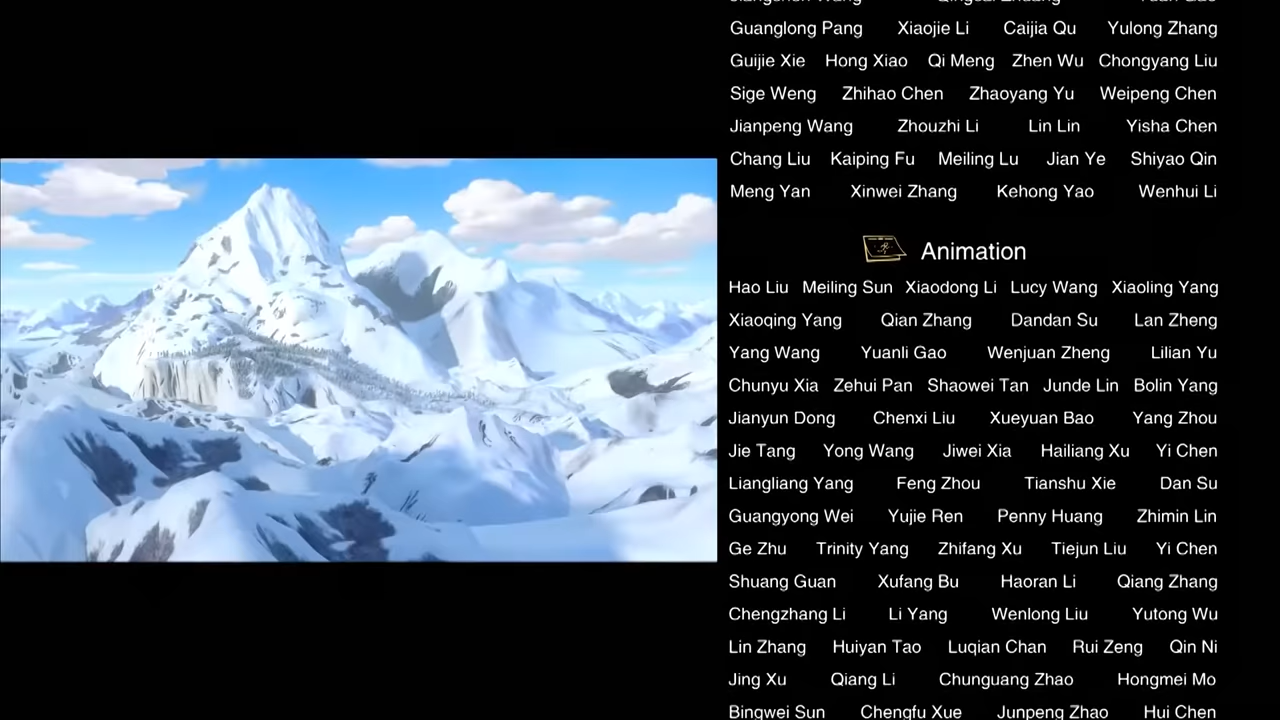 Guanglong Pang Xiaojie Li Caijia Qu Yulong Zhang
Guijie Xie Hong Xiao Qi Meng Zhen Wu Chongyang Liu
Sige Weng Zhihao Chen Zhaoyang Yu Weipeng Chen
Jianpeng Wang Zhouzhi Li Lin Lin Yisha Chen
Chang Liu Kaiping Fu Meiling Lu Jian Ye Shiyao Qin
Meng Yan Xinwei Zhang Kehong Yao Wenhui Li
Animation
Hao Liu Meiling Sun Xiaodong Li Lucy Wang Xiaoling Yang
Xiaoqing Yang Qian Zhang Dandan Su Lan Zheng
Yang Wang Yuanli Gao Wenjuan Zheng Lilian Yu
Chunyu Xia Zehui Pan Shaowei Tan Junde Lin Bolin Yang
Jianyun Dong Chenxi Liu Xueyuan Bao Yang Zhou
Jie Tang Yong Wang Jiwei Xia Hailiang Xu Yi Chen
Liangliang Yang Feng Zhou Tianshu Xie Dan Su
Guangyong Wei Yujie Ren Penny Huang Zhimin Lin
Ge Zhu Trinity Yang Zhifang Xu Tiejun Liu Yi Chen
Shuang Guan Xufang Bu Haoran Li Qiang Zhang
Chengzhang Li Li Yang Wenlong Liu Yutong Wu
Lin Zhang Huiyan Tao Luqian Chan Rui Zeng Qin Ni
Jing Xu Qiang Li Chunguang Zhao Hongmei Mo
Bingwei Sun Chengfu Xue Junpeng Zhao Hui Chen